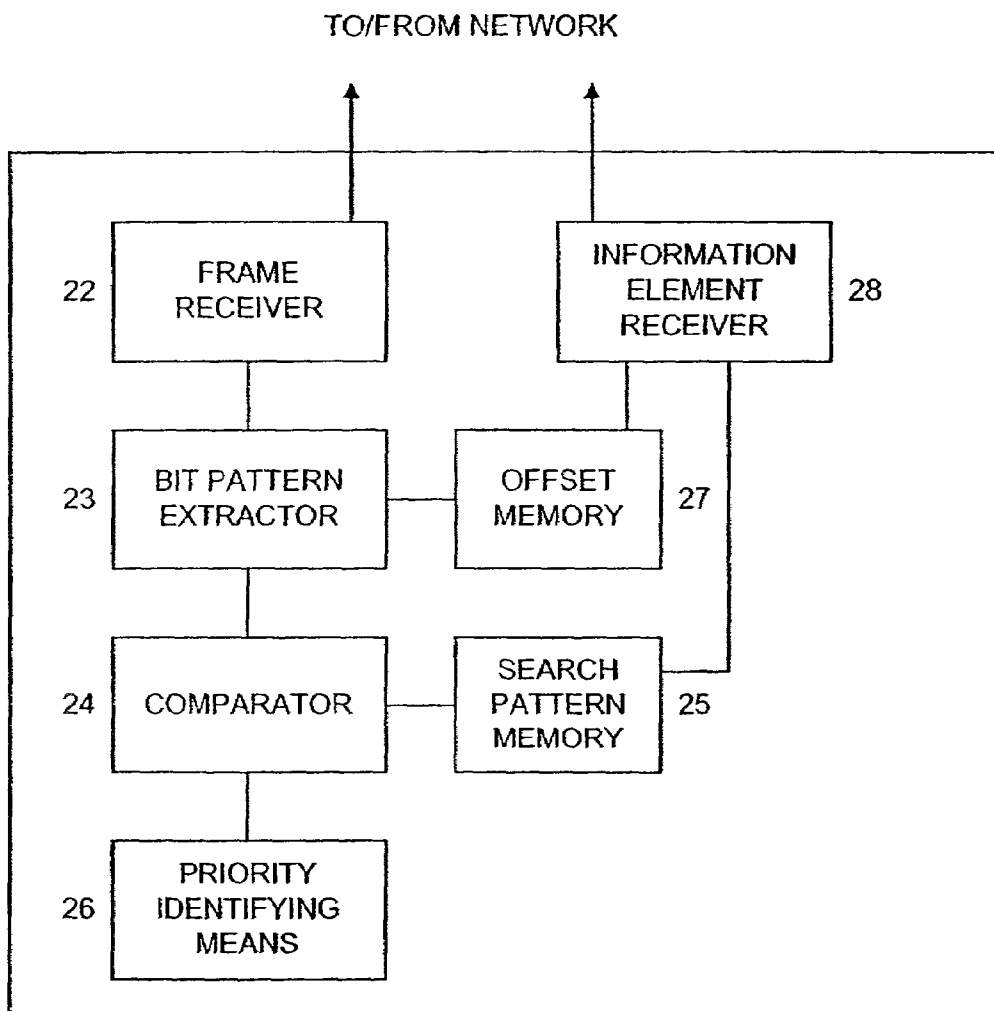 TO/FROM NETWORK
22
FRAME
RECEIVER
INFORMATION
ELEMENT
RECEIVER
28
23
BIT PATTERN
EXTRACTOR
OFFSET
MEMORY
27
24
COMPARATOR
SEARCH
PATTERN
MEMORY
25
26
PRIORITY
IDENTIFYING
MEANS